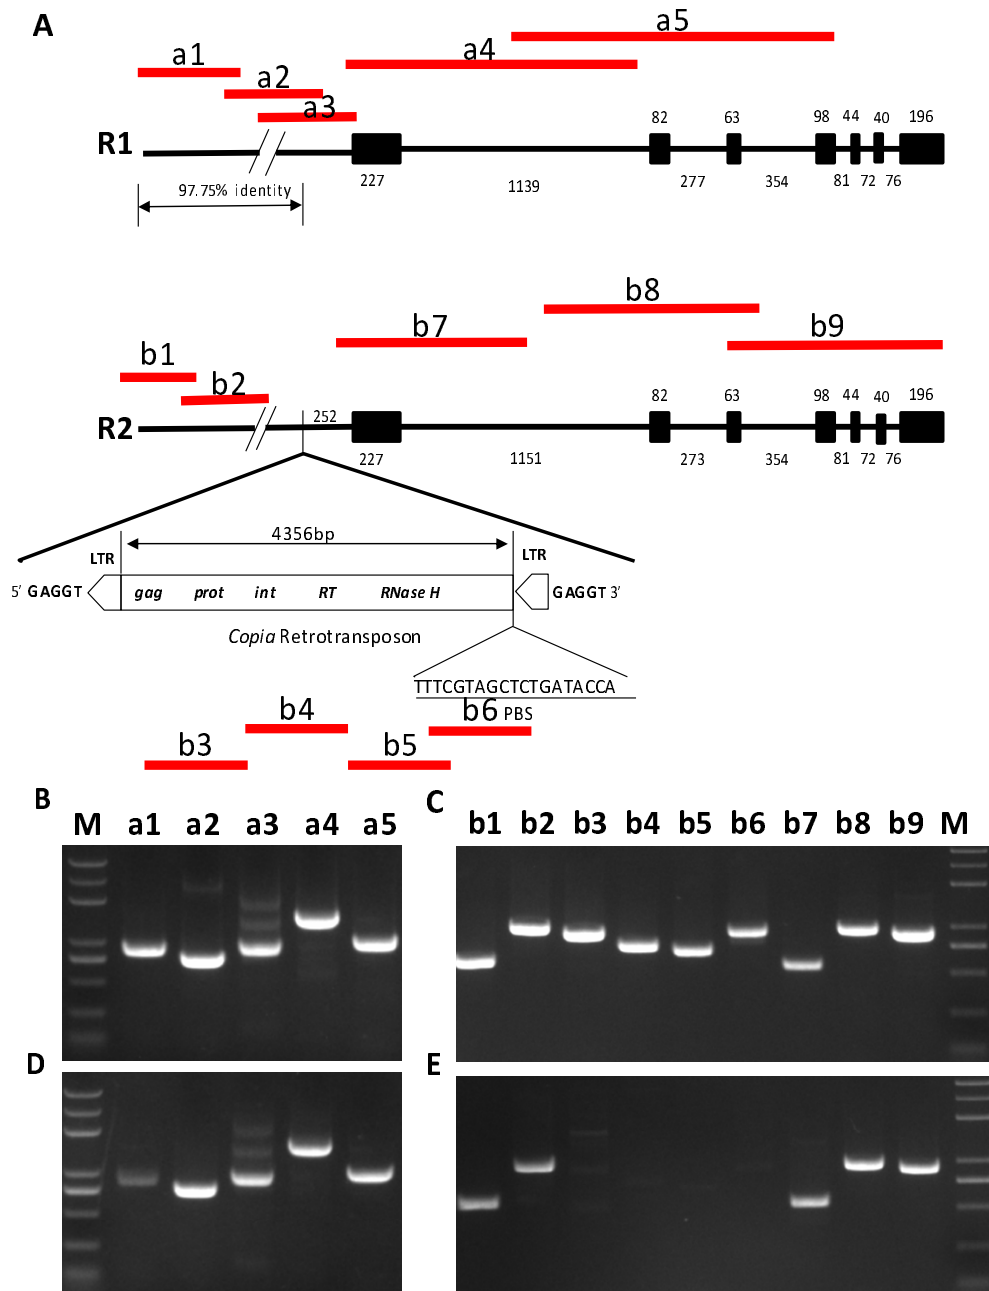 A
a5
a4
a1
a2
a3
82 63 98 44 40 196
R1
227 1139 277 354 81 72 76
97.75% identity
b8
b7 b9
b1
b2
82 63 98 44 40 196
252
R2
227 1151 273 354 81 72 76
4356bp
LTR LTR
5' GAGGT gag prot int RT RNase H GAGGT 3'
Copia Retrotransposon
TTTCGTAGCTCTGATACCA
b4 b6 PBS
b3 b5
B C
M a1 a2 a3 a4 a5 b1 b2 b3 b4 b5 b6 b7 b8 b9 M
D E